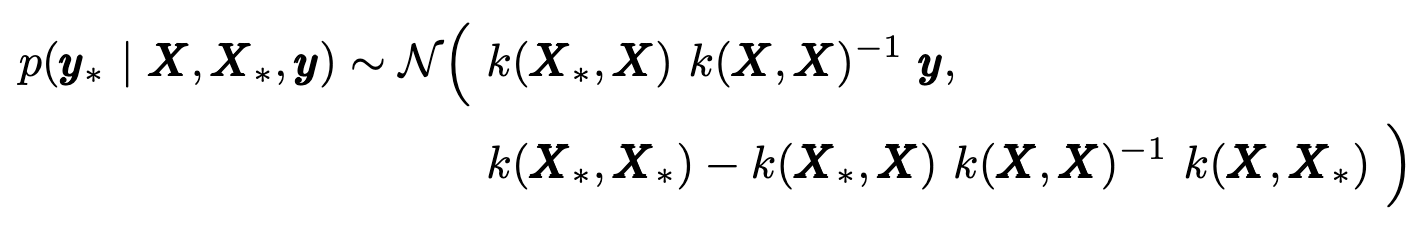 p(y∗ | X, X∗, y) ∼ 𝒩( k(X∗, X) k(X, X)⁻¹ y,
k(X∗, X∗) − k(X∗, X) k(X, X)⁻¹ k(X, X∗) )